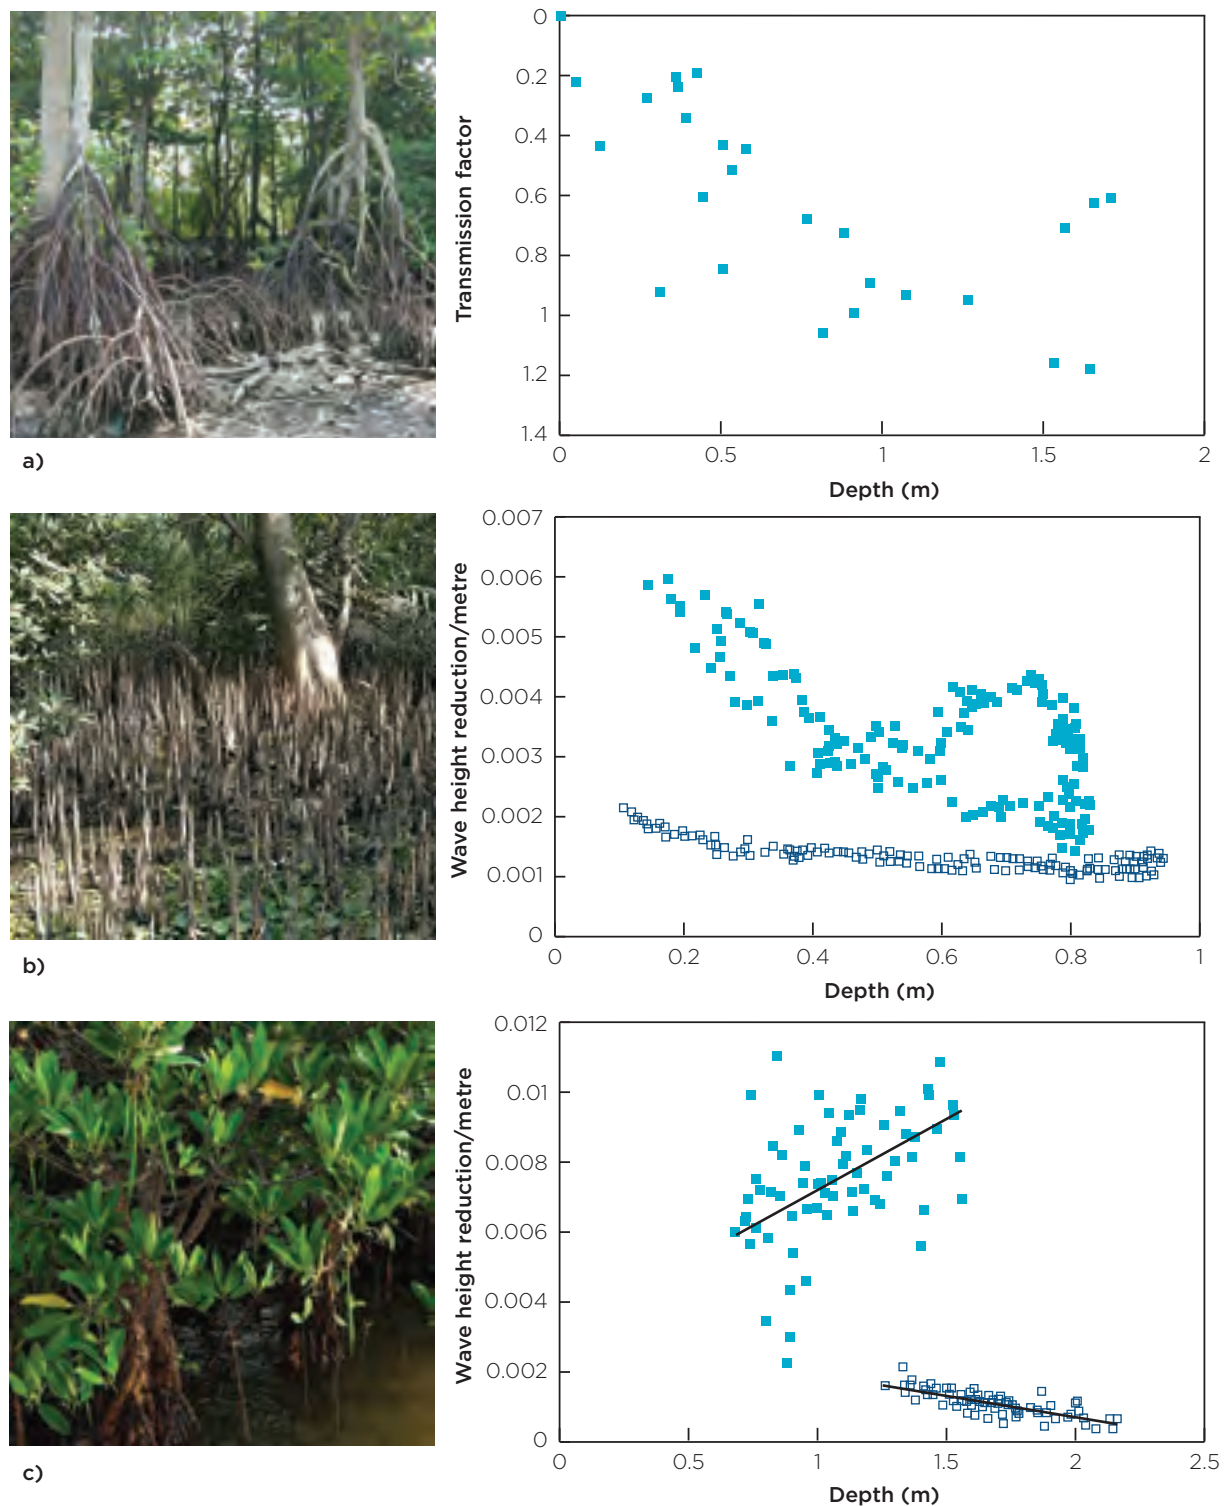 0
0.2
0.4
0.6
0.8
1
1.2
1.4
Transmission factor
0 0.5 1 1.5 2
Depth (m)
a)
0.007
0.006
0.005
0.004
0.003
0.002
0.001
0
Wave height reduction/metre
0 0.2 0.4 0.6 0.8 1
Depth (m)
b)
0.012
0.01
0.008
0.006
0.004
0.002
0
Wave height reduction/metre
0 0.5 1 1.5 2 2.5
Depth (m)
c)